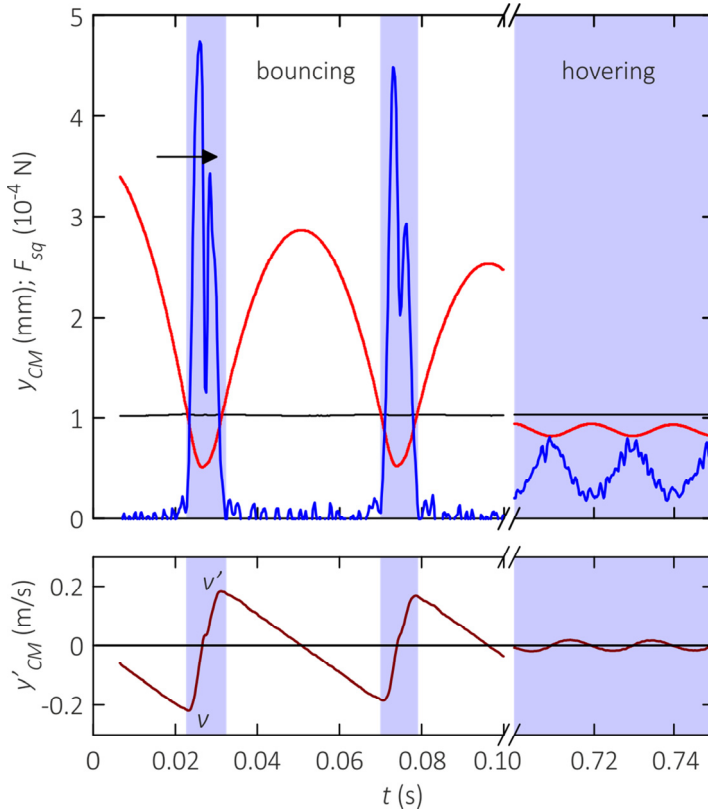 5
4
3
2
1
0
y_CM (mm); F_sq (10⁻⁴ N)
bouncing
hovering
0.2
0
-0.2
y'_CM (m/s)
v'
v
0 0.02 0.04 0.06 0.08 0.10 0.72 0.74
t (s)